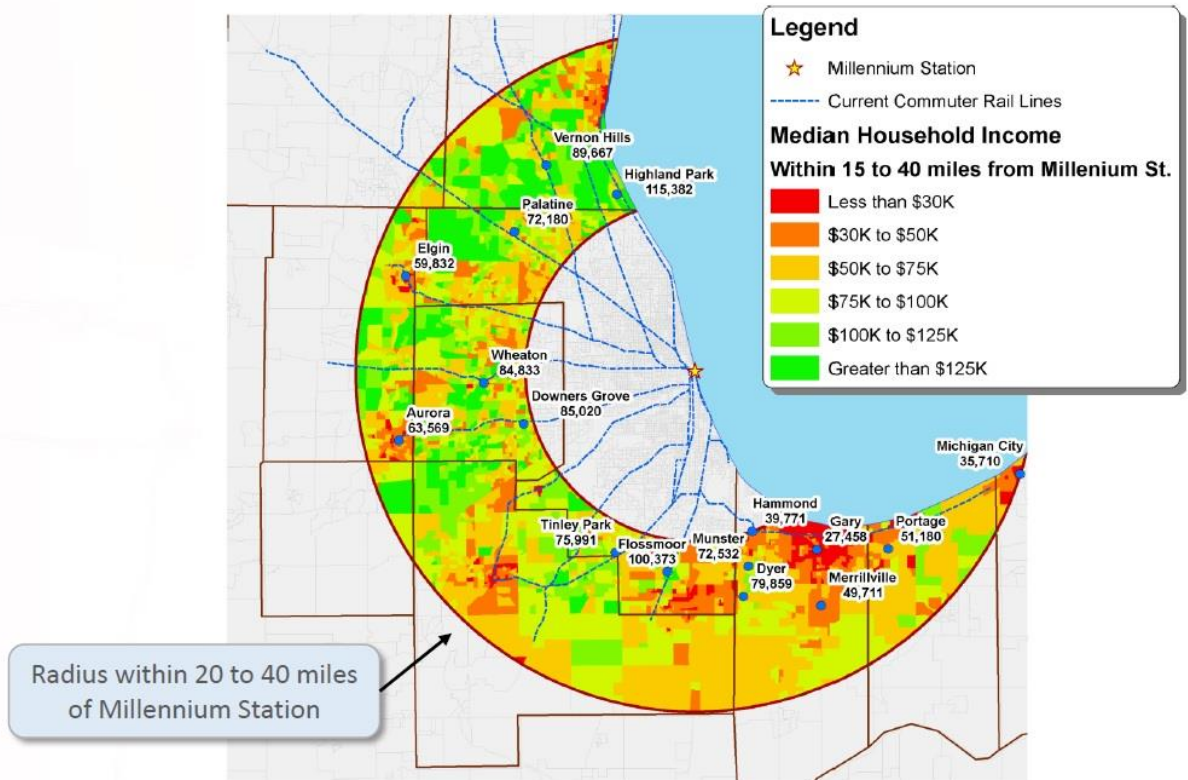 Legend
Millennium Station
Current Commuter Rail Lines
Median Household Income
Within 15 to 40 miles from Millenium St.
Less than $30K
$30K to $50K
$50K to $75K
$75K to $100K
$100K to $125K
Greater than $125K
Vernon Hills
89,667
Highland Park
115,382
Palatine
72,180
Elgin
59,832
Wheaton
84,833
Downers Grove
85,020
Aurora
63,569
Michigan City
35,710
Hammond
39,771
Gary
27,458
Portage
51,180
Tinley Park
75,991
Flossmoor
100,373
Munster
72,532
Dyer
79,859
Merrillville
49,711
Radius within 20 to 40 miles
of Millennium Station